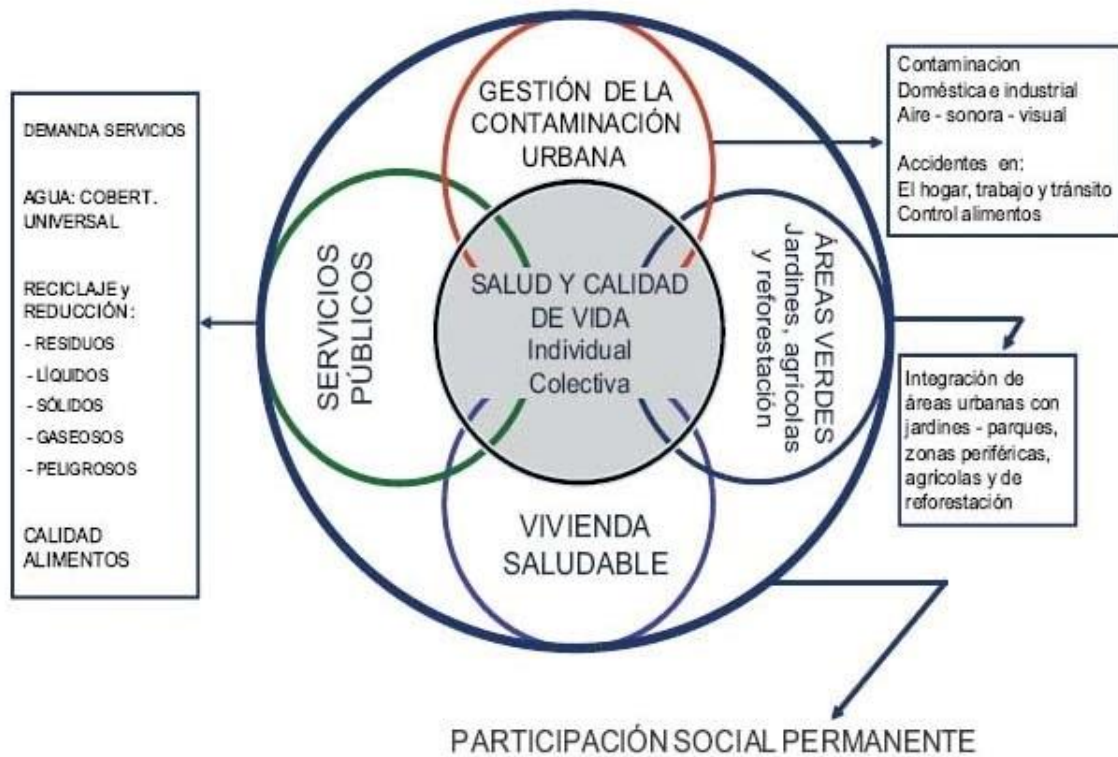 GESTIÓN DE LA
CONTAMINACIÓN
URBANA
SERVICIOS
PÚBLICOS
SALUD Y CALIDAD
DE VIDA
Individual
Colectiva
ÁREAS VERDES
Jardines, agrícolas
y reforestación
VIVIENDA
SALUDABLE
DEMANDA SERVICIOS
AGUA: COBERT.
UNIVERSAL
RECICLAJE y
REDUCCIÓN :
- RESIDUOS
- LÍQUIDOS
- SÓLIDOS
- GASEOSOS
- PELIGROSOS
CALIDAD
ALIMENTOS
Contaminacion
Doméstica e industrial
Aire - sonora - visual
Accidentes en:
El hogar, trabajo y tránsito
Control alimentos
Integración de
áreas urbanas con
jardines - parques,
zonas periféricas,
agrícolas y de
reforestación
PARTICIPACIÓN SOCIAL PERMANENTE